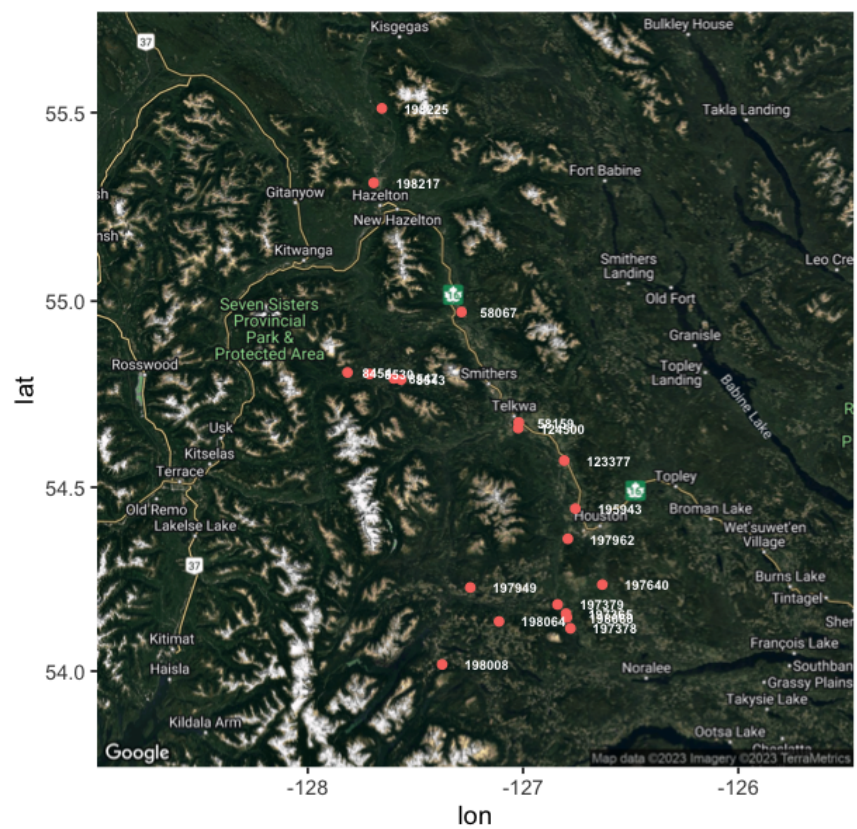 Kisgegas
Bulkley House
37
55.5
198225
Takla Landing
Fort Babine
198217
Gitanyow
Hazelton
sh
New Hazelton
nsh
Kitwanga
Smithers
Landing
Leo Cre
55.0
16
Old Fort
Seven Sisters
Provincial
Park &
Protected Area
58067
Granisle
Rosswood
Topley
Landing
Smithers
Babine Lake
lat
Telkwa
58159
124500
Usk
Kitselas
123377
Terrace
Topley
R
P
54.5
16
Old Remo
Lakelse Lake
195943
Houston
Broman Lake
197962
Wet'suwet'en
Village
37
197949
197640
Burns Lake
197379
Tintagel
198064
197378
Sher
Kitimat
François Lake
Haisla
54.0
198008
Noralee
Southban
Grassy Plains
Takysie Lake
Kildala Arm
Ootsa Lake
Cheslatta
Google
Map data ©2023 Imagery ©2023 TerraMetrics
-128
-127
-126
lon